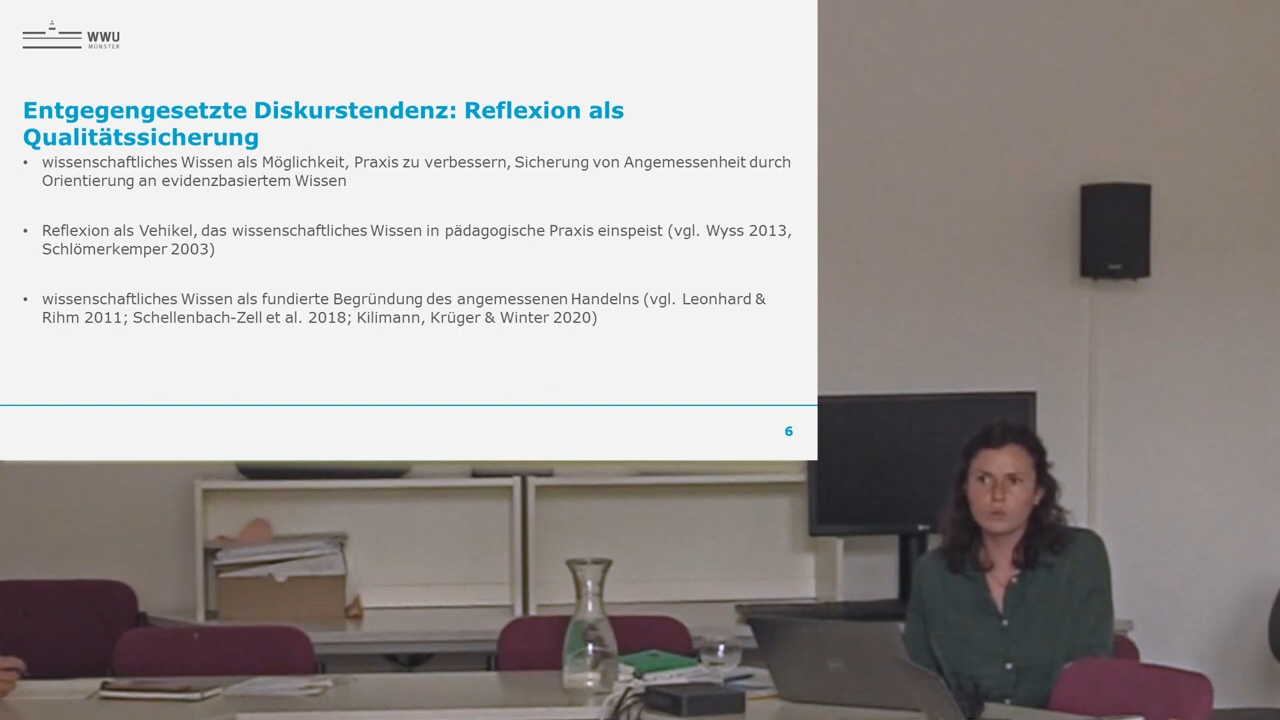 WWU
MÜNSTER
Entgegengesetzte Diskurstendenz: Reflexion als
Qualitätssicherung
• wissenschaftliches Wissen als Möglichkeit, Praxis zu verbessern, Sicherung von Angemessenheit durch
Orientierung an evidenzbasiertem Wissen
• Reflexion als Vehikel, das wissenschaftliches Wissen in pädagogische Praxis einspeist (vgl. Wyss 2013,
Schlömerkemper 2003)
• wissenschaftliches Wissen als fundierte Begründung des angemessenen Handelns (vgl. Leonhard &
Rihm 2011; Schellenbach-Zell et al. 2018; Kilimann, Krüger & Winter 2020)
6